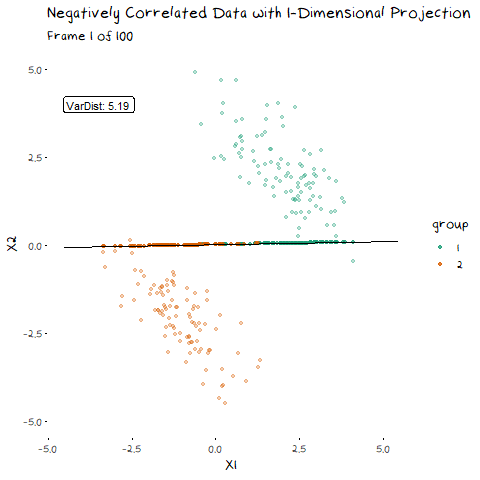 Negatively Correlated Data with 1-Dimensional Projection
Frame 1 of 100
5.0
VarDist: 5.19
2.5
group
1
X2
0.0
2
-2.5
-5.0
-5.0 -2.5 0.0 2.5 5.0
X1